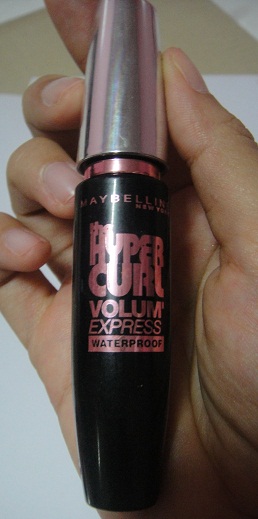 MAYBELLINE
NEW YORK
the
HYPER
CURL
VOLUM'
EXPRESS
WATERPROOF